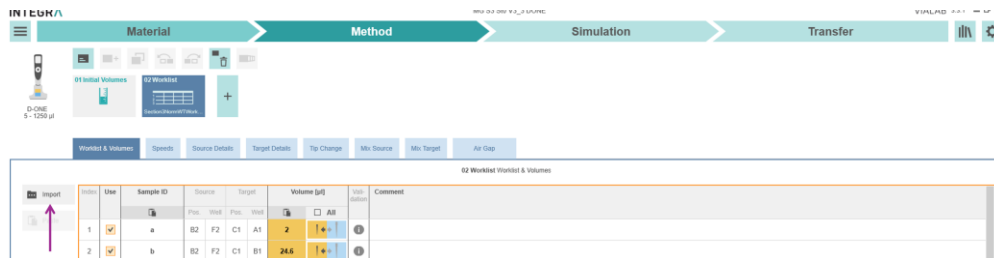 INTEGRA
VIALAB
Material Method Simulation Transfer
01 Initial Volumes 02 Worklist
D-ONE
5 - 1250 µl
Worklist & Volumes Speeds Source Details Target Details Tip Change Mix Source Mix Target Air Gap
02 Worklist Worklist & Volumes
Import
Index Use Sample ID Source Target Volume [µl] Vali- Comment
dation
Pos. Well Pos. Well All
1 a B2 F2 C1 A1 2
2 b B2 F2 C1 B1 24.6